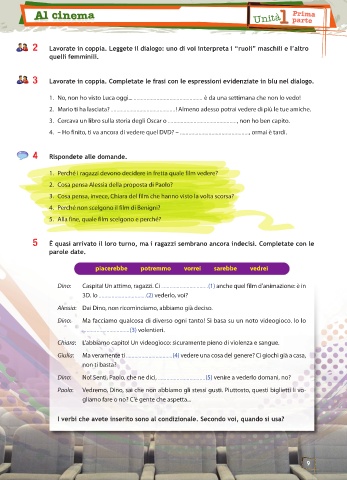 Al cinema
Unità 1 Prima parte
2 Lavorate in coppia. Leggete il dialogo: uno di voi interpreta i "ruoli" maschili e l'altro
quelli femminili.
3 Lavorate in coppia. Completate le frasi con le espressioni evidenziate in blu nel dialogo.
1. No, non ho visto Luca oggi... è da una settimana che non lo vedo!
2. Mario ti ha lasciata? ...! Almeno adesso potrai vedere di più le tue amiche.
3. Cercava un libro sulla storia degli Oscar o ..., non ho ben capito.
4. – Ho finito, ti va ancora di vedere quel DVD? – ..., ormai è tardi.
4 Rispondete alle domande.
1. Perché i ragazzi devono decidere in fretta quale film vedere?
2. Cosa pensa Alessia della proposta di Paolo?
3. Cosa pensa, invece, Chiara del film che hanno visto la volta scorsa?
4. Perché non scelgono il film di Benigni?
5. Alla fine, quale film scelgono e perché?
5 È quasi arrivato il loro turno, ma i ragazzi sembrano ancora indecisi. Completate con le
parole date.
piacerebbe potremmo vorrei sarebbe vedrei
Dino: Caspita! Un attimo, ragazzi. Ci ...(1) anche quel film d'animazione: è in
3D. Io ...(2) vederlo, voi?
Alessia: Dai Dino, non ricominciamo, abbiamo già deciso.
Dino: Ma facciamo qualcosa di diverso ogni tanto! Si basa su un noto videogioco. Io lo
...(3) volentieri.
Chiara: L'abbiamo capito! Un videogioco: sicuramente pieno di violenza e sangue.
Giulia: Ma veramente ti ...(4) vedere una cosa del genere? Ci giochi già a casa,
non ti basta?
Dino: No! Senti, Paolo, che ne dici, ...(5) venire a vederlo domani, no?
Paolo: Vedremo, Dino, sai che non abbiamo gli stessi gusti. Piuttosto, questi biglietti li vo-
gliamo fare o no? C'è gente che aspetta...
I verbi che avete inserito sono al condizionale. Secondo voi, quando si usa?
9